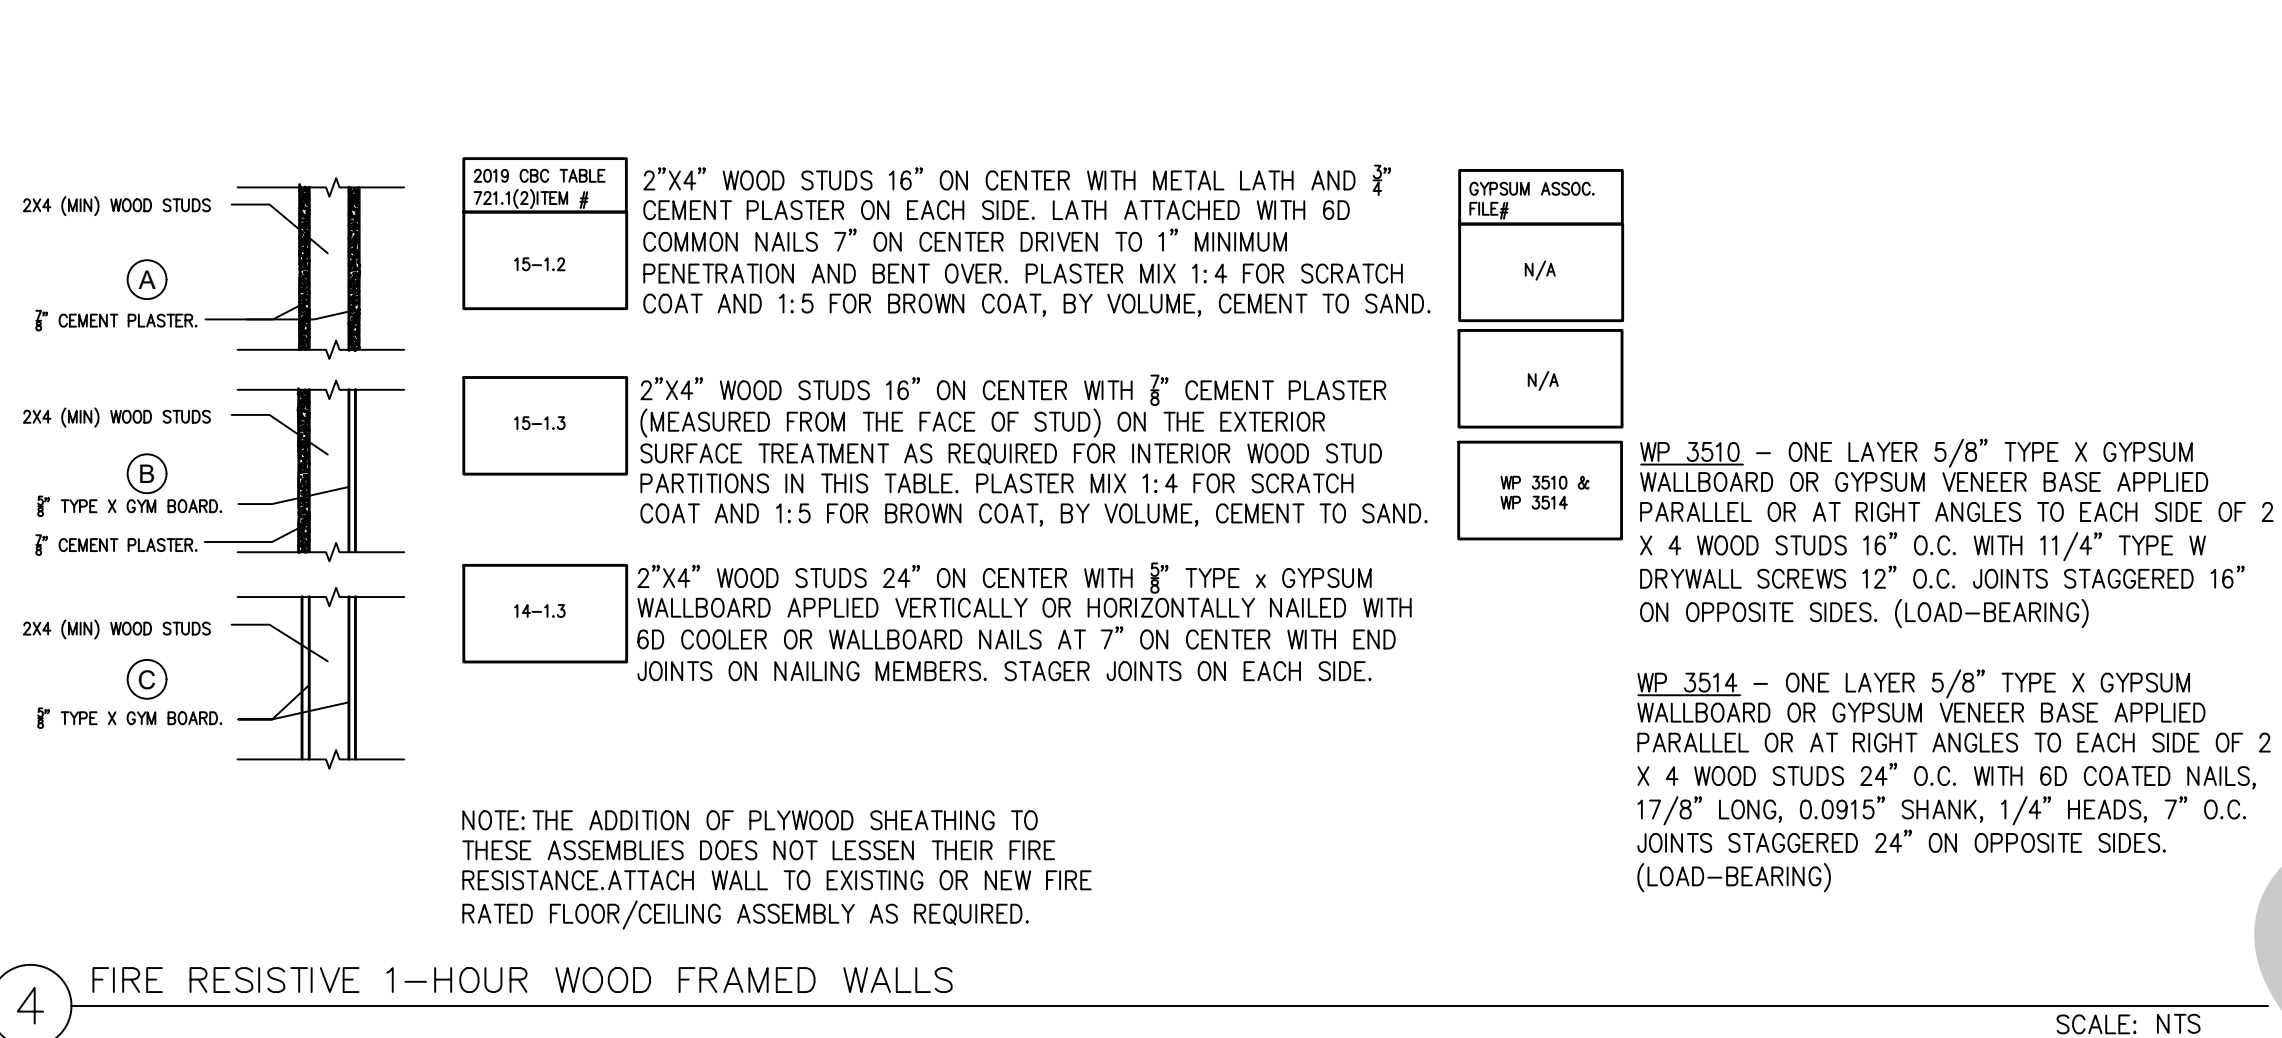 2X4 (MIN) WOOD STUDS
A
7/8" CEMENT PLASTER.
2X4 (MIN) WOOD STUDS
B
5/8" TYPE X GYM BOARD.
7/8" CEMENT PLASTER.
2X4 (MIN) WOOD STUDS
C
5/8" TYPE X GYM BOARD.
2019 CBC TABLE
721.1(2)ITEM #
15-1.2
2"X4" WOOD STUDS 16" ON CENTER WITH METAL LATH AND 3/4"
CEMENT PLASTER ON EACH SIDE. LATH ATTACHED WITH 6D
COMMON NAILS 7" ON CENTER DRIVEN TO 1" MINIMUM
PENETRATION AND BENT OVER. PLASTER MIX 1:4 FOR SCRATCH
COAT AND 1:5 FOR BROWN COAT, BY VOLUME, CEMENT TO SAND.
15-1.3
2"X4" WOOD STUDS 16" ON CENTER WITH 7/8" CEMENT PLASTER
(MEASURED FROM THE FACE OF STUD) ON THE EXTERIOR
SURFACE TREATMENT AS REQUIRED FOR INTERIOR WOOD STUD
PARTITIONS IN THIS TABLE. PLASTER MIX 1:4 FOR SCRATCH
COAT AND 1:5 FOR BROWN COAT, BY VOLUME, CEMENT TO SAND.
14-1.3
2"X4" WOOD STUDS 24" ON CENTER WITH 5/8" TYPE x GYPSUM
WALLBOARD APPLIED VERTICALLY OR HORIZONTALLY NAILED WITH
6D COOLER OR WALLBOARD NAILS AT 7" ON CENTER WITH END
JOINTS ON NAILING MEMBERS. STAGER JOINTS ON EACH SIDE.
NOTE:THE ADDITION OF PLYWOOD SHEATHING TO
THESE ASSEMBLIES DOES NOT LESSEN THEIR FIRE
RESISTANCE.ATTACH WALL TO EXISTING OR NEW FIRE
RATED FLOOR/CEILING ASSEMBLY AS REQUIRED.
GYPSUM ASSOC.
FILE#
N/A
N/A
WP 3510 &
WP 3514
WP 3510 – ONE LAYER 5/8" TYPE X GYPSUM
WALLBOARD OR GYPSUM VENEER BASE APPLIED
PARALLEL OR AT RIGHT ANGLES TO EACH SIDE OF 2
X 4 WOOD STUDS 16" O.C. WITH 11/4" TYPE W
DRYWALL SCREWS 12" O.C. JOINTS STAGGERED 16"
ON OPPOSITE SIDES. (LOAD-BEARING)
WP 3514 – ONE LAYER 5/8" TYPE X GYPSUM
WALLBOARD OR GYPSUM VENEER BASE APPLIED
PARALLEL OR AT RIGHT ANGLES TO EACH SIDE OF 2
X 4 WOOD STUDS 24" O.C. WITH 6D COATED NAILS,
17/8" LONG, 0.0915" SHANK, 1/4" HEADS, 7" O.C.
JOINTS STAGGERED 24" ON OPPOSITE SIDES.
(LOAD-BEARING)
4
FIRE RESISTIVE 1-HOUR WOOD FRAMED WALLS
SCALE: NTS